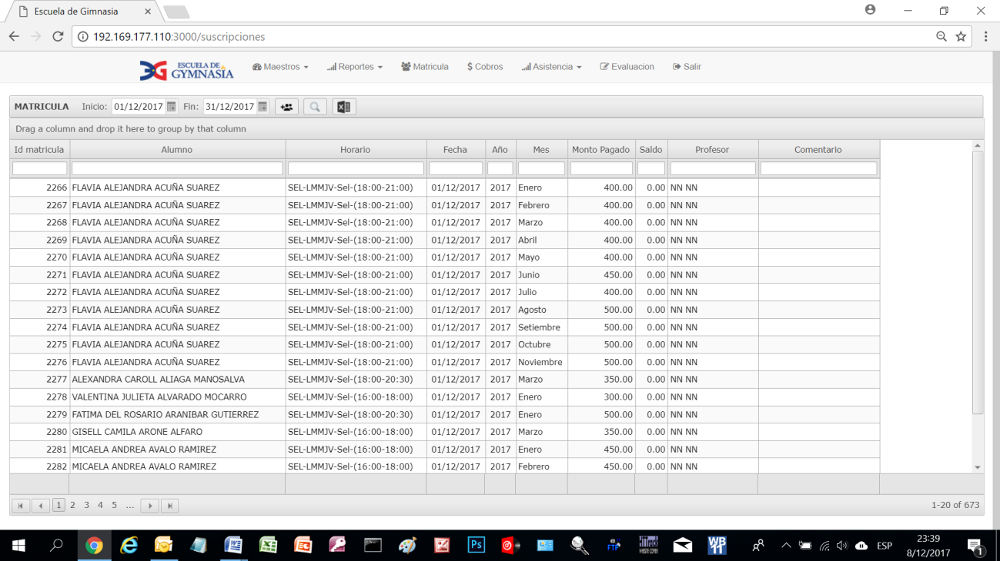 Escuela de Gimnasia
192.169.177.110:3000/suscripciones
ESCUELA DE GYMNASIA
Maestros Reportes Matricula $ Cobros Asistencia Evaluacion Salir
MATRICULA Inicio: 01/12/2017 Fin: 31/12/2017
Drag a column and drop it here to group by that column
Id matricula Alumno Horario Fecha Año Mes Monto Pagado Saldo Profesor Comentario
2266 FLAVIA ALEJANDRA ACUÑA SUAREZ SEL-LMMJV-Sel-(18:00-21:00) 01/12/2017 2017 Enero 400.00 0.00 NN NN
2267 FLAVIA ALEJANDRA ACUÑA SUAREZ SEL-LMMJV-Sel-(18:00-21:00) 01/12/2017 2017 Febrero 400.00 0.00 NN NN
2268 FLAVIA ALEJANDRA ACUÑA SUAREZ SEL-LMMJV-Sel-(18:00-21:00) 01/12/2017 2017 Marzo 400.00 0.00 NN NN
2269 FLAVIA ALEJANDRA ACUÑA SUAREZ SEL-LMMJV-Sel-(18:00-21:00) 01/12/2017 2017 Abril 400.00 0.00 NN NN
2270 FLAVIA ALEJANDRA ACUÑA SUAREZ SEL-LMMJV-Sel-(18:00-21:00) 01/12/2017 2017 Mayo 400.00 0.00 NN NN
2271 FLAVIA ALEJANDRA ACUÑA SUAREZ SEL-LMMJV-Sel-(18:00-21:00) 01/12/2017 2017 Junio 450.00 0.00 NN NN
2272 FLAVIA ALEJANDRA ACUÑA SUAREZ SEL-LMMJV-Sel-(18:00-21:00) 01/12/2017 2017 Julio 400.00 0.00 NN NN
2273 FLAVIA ALEJANDRA ACUÑA SUAREZ SEL-LMMJV-Sel-(18:00-21:00) 01/12/2017 2017 Agosto 500.00 0.00 NN NN
2274 FLAVIA ALEJANDRA ACUÑA SUAREZ SEL-LMMJV-Sel-(18:00-21:00) 01/12/2017 2017 Setiembre 500.00 0.00 NN NN
2275 FLAVIA ALEJANDRA ACUÑA SUAREZ SEL-LMMJV-Sel-(18:00-21:00) 01/12/2017 2017 Octubre 500.00 0.00 NN NN
2276 FLAVIA ALEJANDRA ACUÑA SUAREZ SEL-LMMJV-Sel-(18:00-21:00) 01/12/2017 2017 Noviembre 500.00 0.00 NN NN
2277 ALEXANDRA CAROLL ALIAGA MANOSALVA SEL-LMMJV-Sel-(18:00-20:30) 01/12/2017 2017 Marzo 350.00 0.00 NN NN
2278 VALENTINA JULIETA ALVARADO MOCARRO SEL-LMMJV-Sel-(16:00-18:00) 01/12/2017 2017 Enero 300.00 0.00 NN NN
2279 FATIMA DEL ROSARIO ARANIBAR GUTIERREZ SEL-LMMJV-Sel-(18:00-20:30) 01/12/2017 2017 Enero 500.00 0.00 NN NN
2280 GISELL CAMILA ARONE ALFARO SEL-LMMJV-Sel-(16:00-18:00) 01/12/2017 2017 Marzo 350.00 0.00 NN NN
2281 MICAELA ANDREA AVALO RAMIREZ SEL-LMMJV-Sel-(16:00-18:00) 01/12/2017 2017 Enero 450.00 0.00 NN NN
2282 MICAELA ANDREA AVALO RAMIREZ SEL-LMMJV-Sel-(16:00-18:00) 01/12/2017 2017 Febrero 450.00 0.00 NN NN
1 2 3 4 5 ... 1-20 of 673
Ps FTP WB 11 ESP 23:39
8/12/2017 1